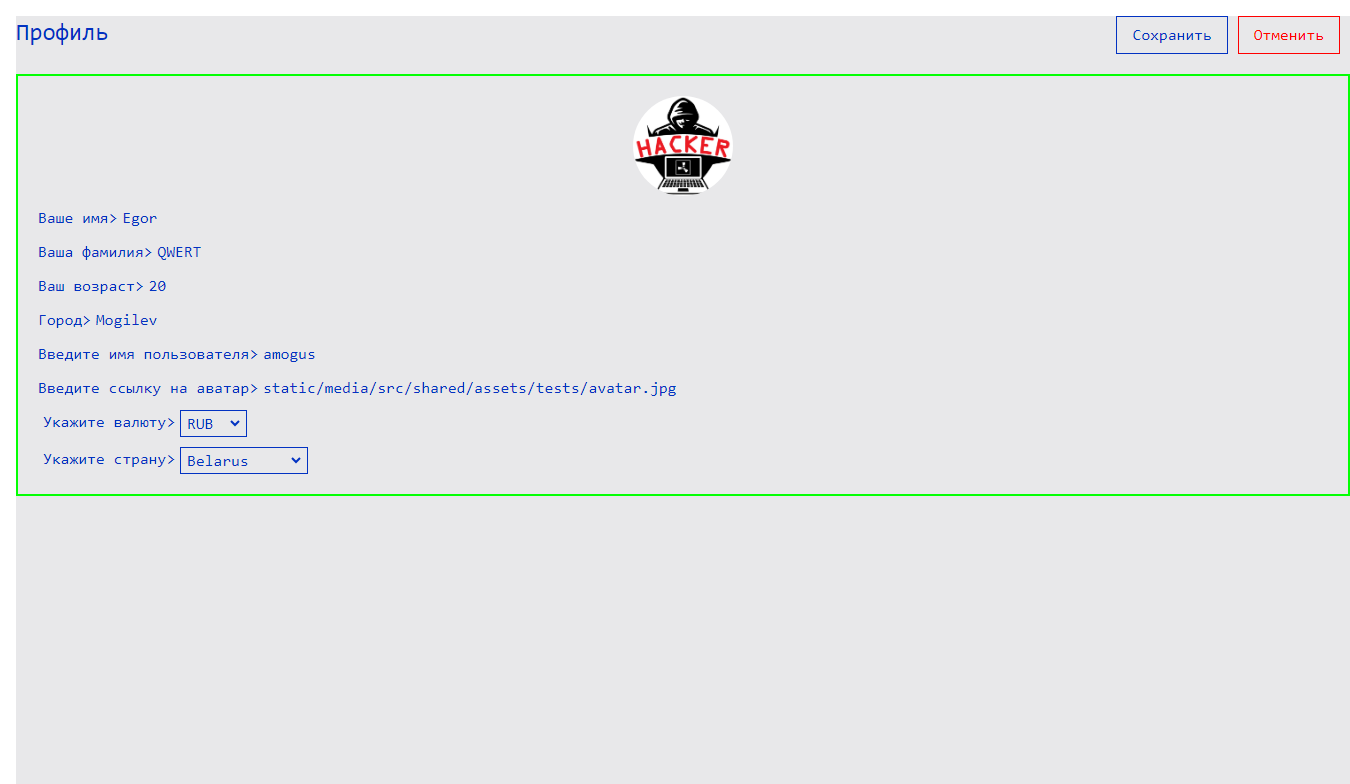 Профиль
Сохранить
Отменить
HACKER
Ваше имя> Egor
Ваша фамилия> QWERT
Ваш возраст> 20
Город> Mogilev
Введите имя пользователя> amogus
Введите ссылку на аватар> static/media/src/shared/assets/tests/avatar.jpg
Укажите валюту> RUB
Укажите страну> Belarus